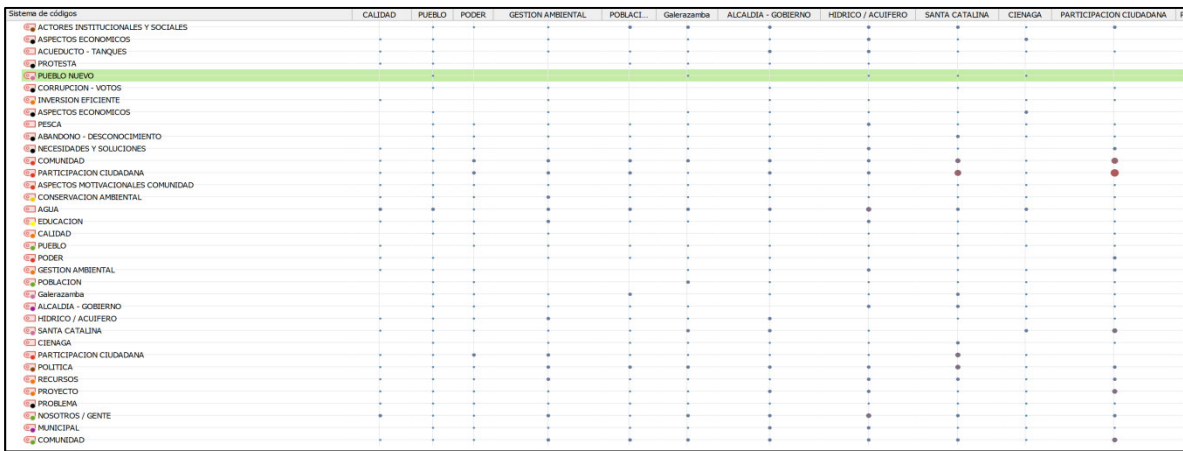 Sistema de códigos CALIDAD PUEBLO PODER GESTION AMBIENTAL POBLACI... Galerazamba ALCALDIA - GOBIERNO HIDRICO / ACUIFERO SANTA CATALINA CIENAGA PARTICIPACION CIUDADANA
ACTORES INSTITUCIONALES Y SOCIALES
ASPECTOS ECONOMICOS
ACUEDUCTO - TANQUES
PROTESTA
PUEBLO NUEVO
CORRUPCION - VOTOS
INVERSION EFICIENTE
ASPECTOS ECONOMICOS
PESCA
ABANDONO - DESCONOCIMIENTO
NECESIDADES Y SOLUCIONES
COMUNIDAD
PARTICIPACION CIUDADANA
ASPECTOS MOTIVACIONALES COMUNIDAD
CONSERVACION AMBIENTAL
AGUA
EDUCACION
CALIDAD
PUEBLO
PODER
GESTION AMBIENTAL
POBLACION
Galerazamba
ALCALDIA - GOBIERNO
HIDRICO / ACUIFERO
SANTA CATALINA
CIENAGA
PARTICIPACION CIUDADANA
POLITICA
RECURSOS
PROYECTO
PROBLEMA
NOSOTROS / GENTE
MUNICIPAL
COMUNIDAD